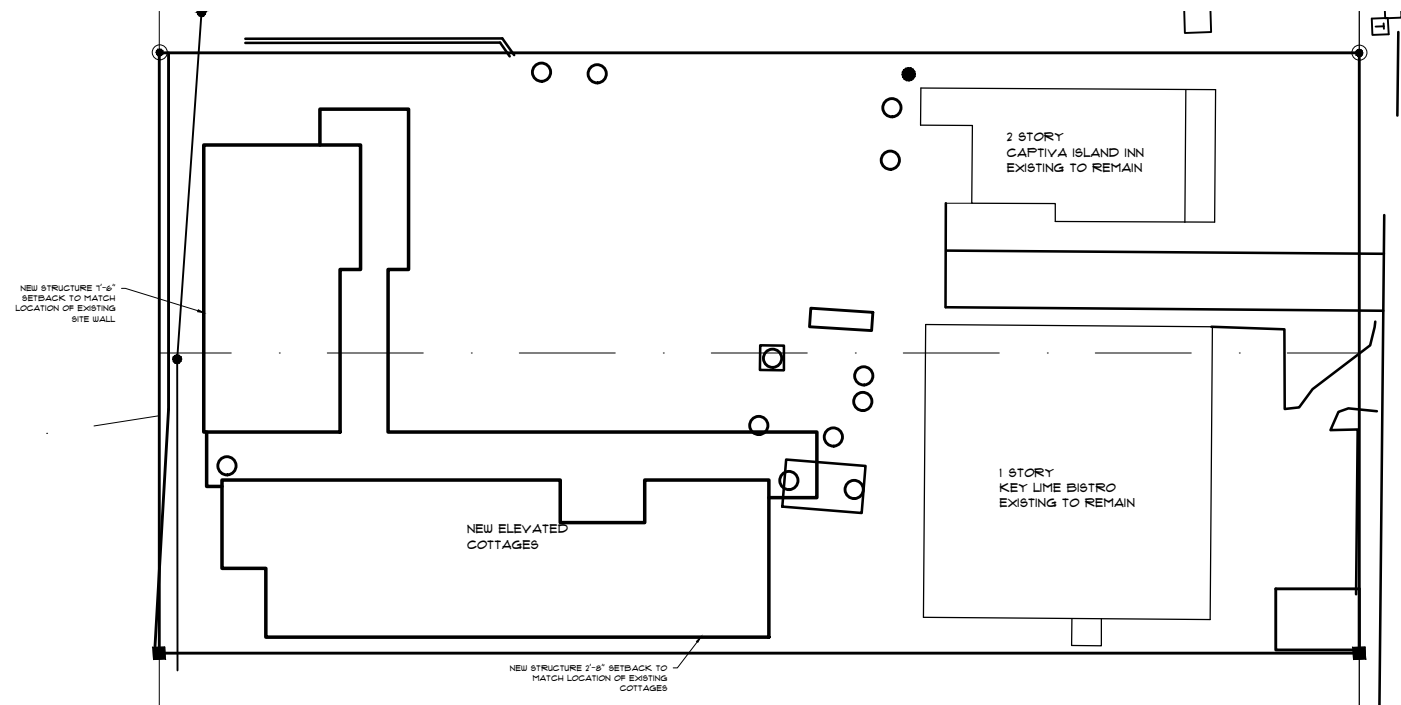 T
2 STORY
CAPTIVA ISLAND INN
EXISTING TO REMAIN
NEW STRUCTURE 7'-6"
SETBACK TO MATCH
LOCATION OF EXISTING
SITE WALL
1 STORY
KEY LIME BISTRO
EXISTING TO REMAIN
NEW ELEVATED
COTTAGES
NEW STRUCTURE 2'-8" SETBACK TO
MATCH LOCATION OF EXISTING
COTTAGES